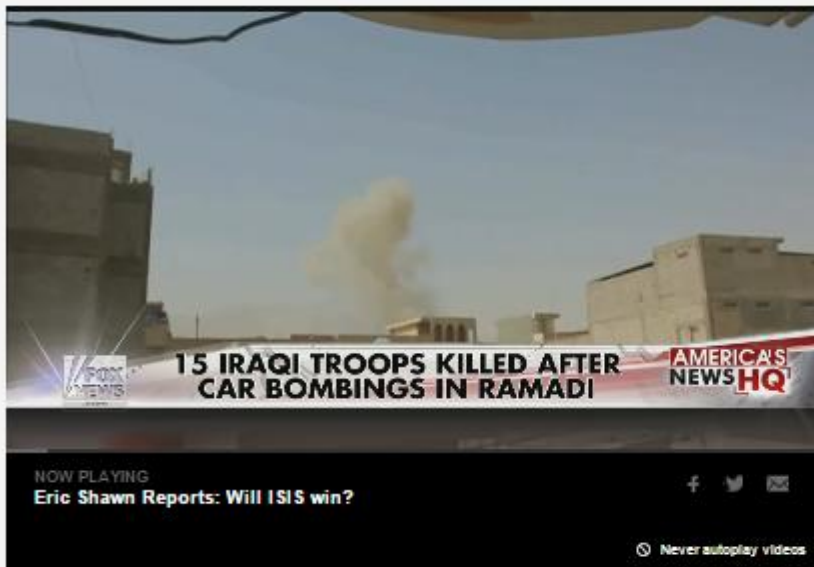 15 IRAQI TROOPS KILLED AFTER
CAR BOMBINGS IN RAMADI
FOX
NEWS
AMERICA'S
NEWS HQ
NOW PLAYING
Eric Shawn Reports: Will ISIS win?
Never autoplay videos